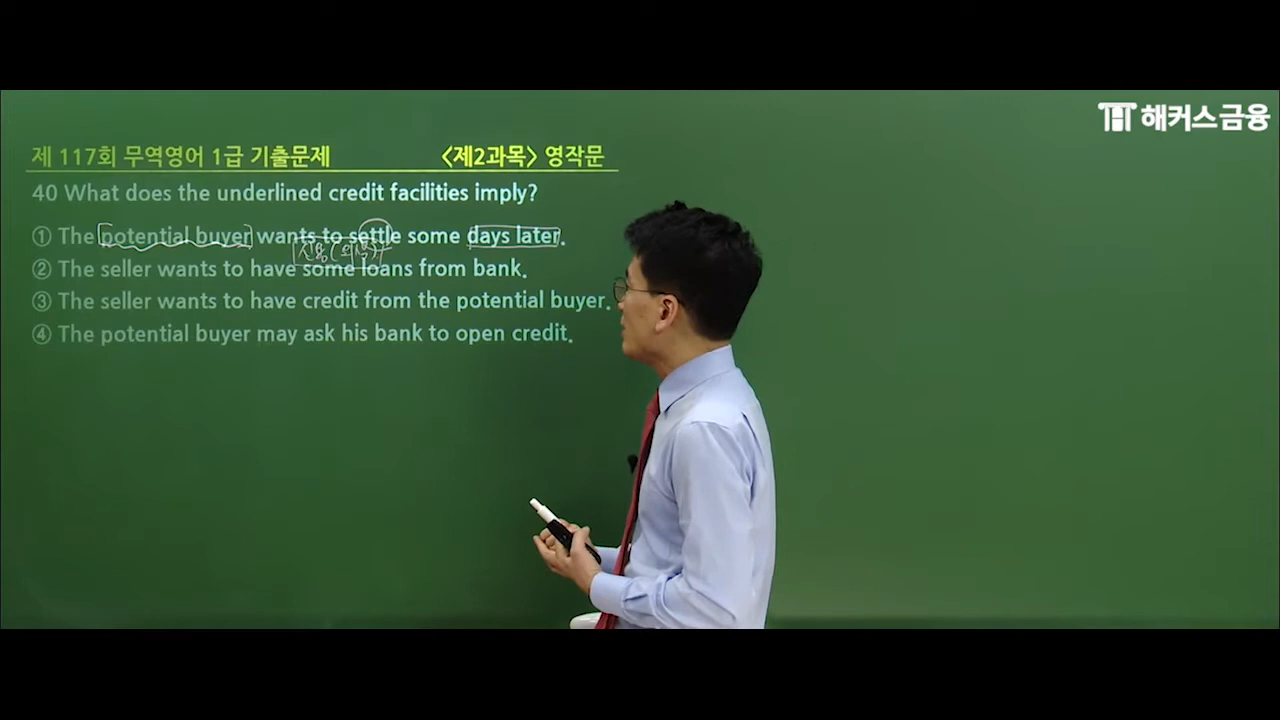 해커스금융
제 117회 무역영어 1급 기출문제 <제2과목> 영작문
40 What does the underlined credit facilities imply?
① The potential buyer wants to settle some days later.
신용(외상)
② The seller wants to have some loans from bank.
③ The seller wants to have credit from the potential buyer.
④ The potential buyer may ask his bank to open credit.